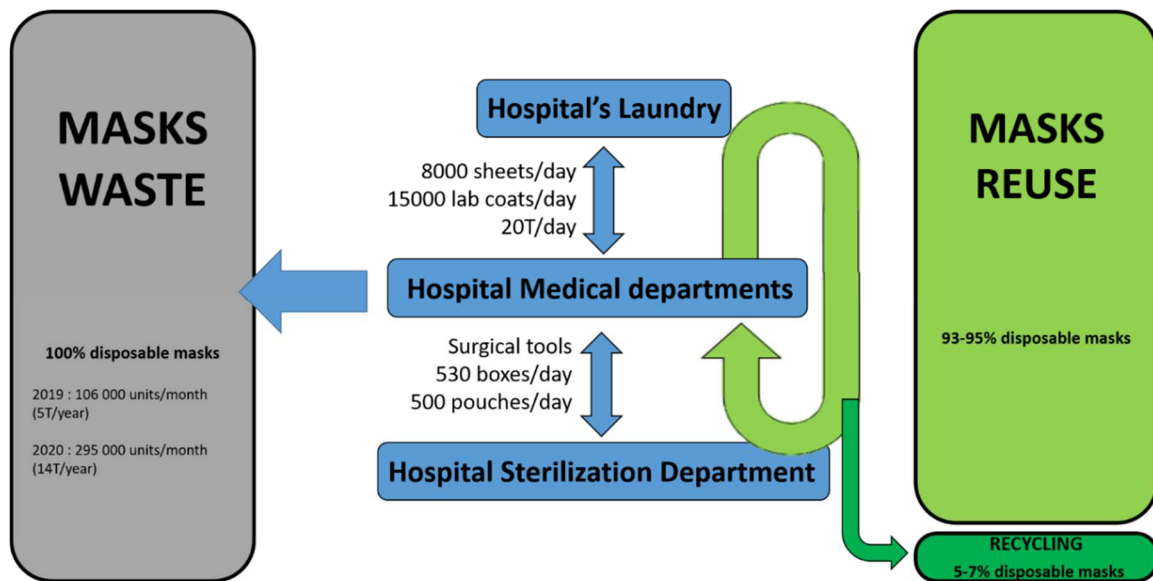 MASKS
WASTE
100% disposable masks
2019 : 106 000 units/month
(5T/year)
2020 : 295 000 units/month
(14T/year)
Hospital's Laundry
8000 sheets/day
15000 lab coats/day
20T/day
Hospital Medical departments
Surgical tools
530 boxes/day
500 pouches/day
Hospital Sterilization Department
MASKS
REUSE
93-95% disposable masks
RECYCLING
5-7% disposable masks